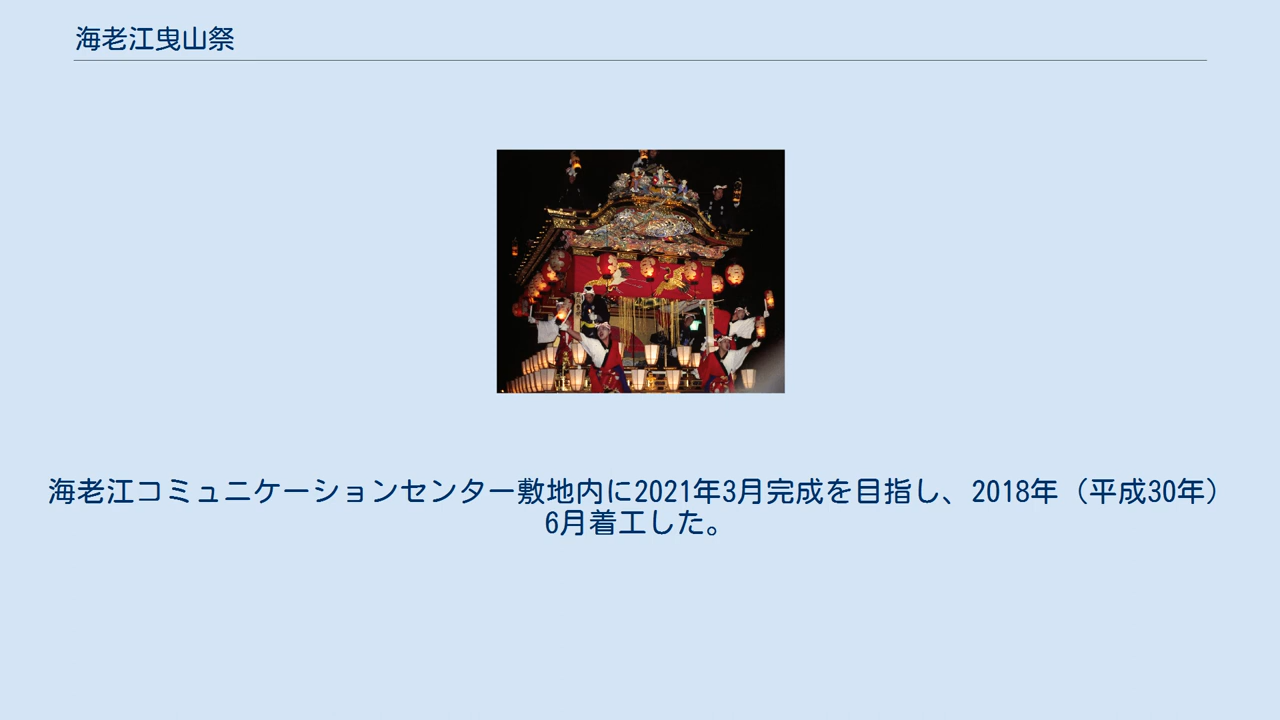 海老江曳山祭
海老江コミュニケーションセンター敷地内に2021年3月完成を目指し、2018年（平成30年）
6月着工した。